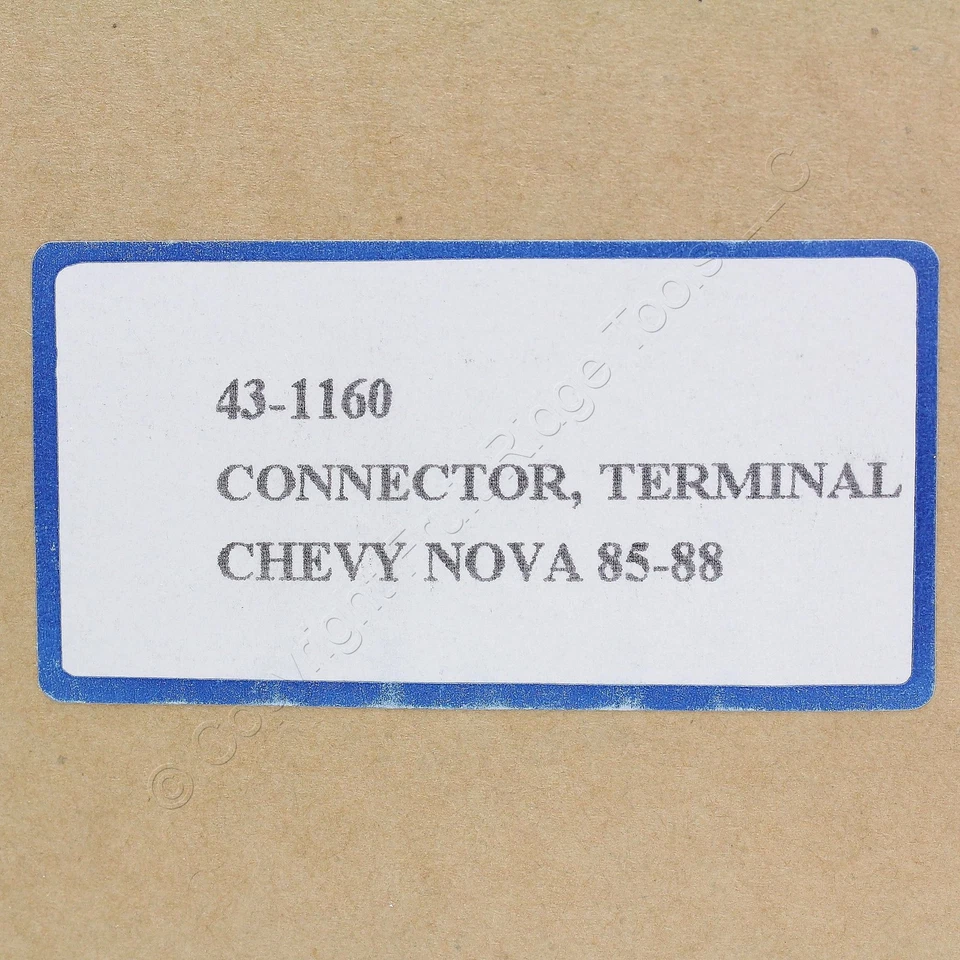 43-1160
CONNECTOR, TERMINAL
CHEVY NOVA 85-88